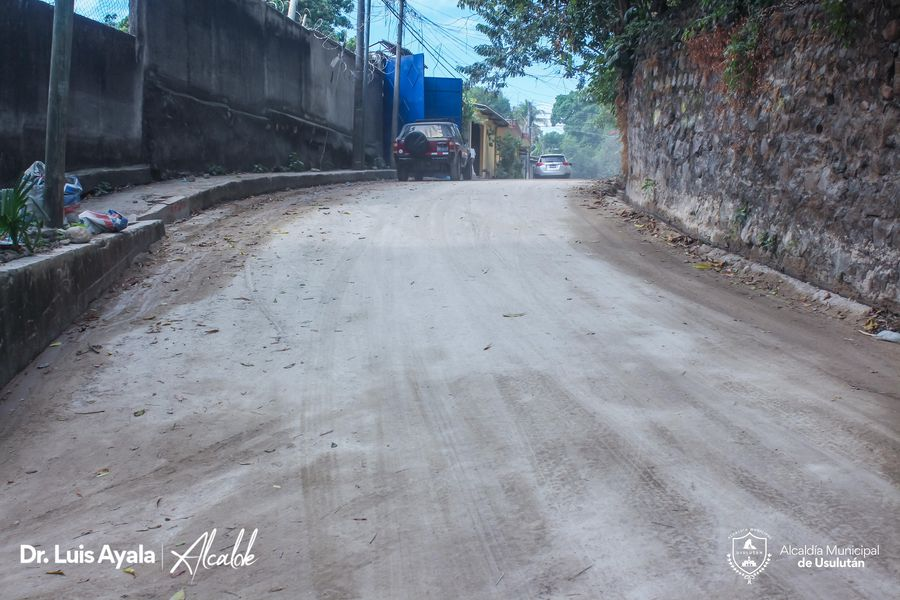 Dr. Luis Ayala | Alcalde
Alcaldía Municipal
de Usulután